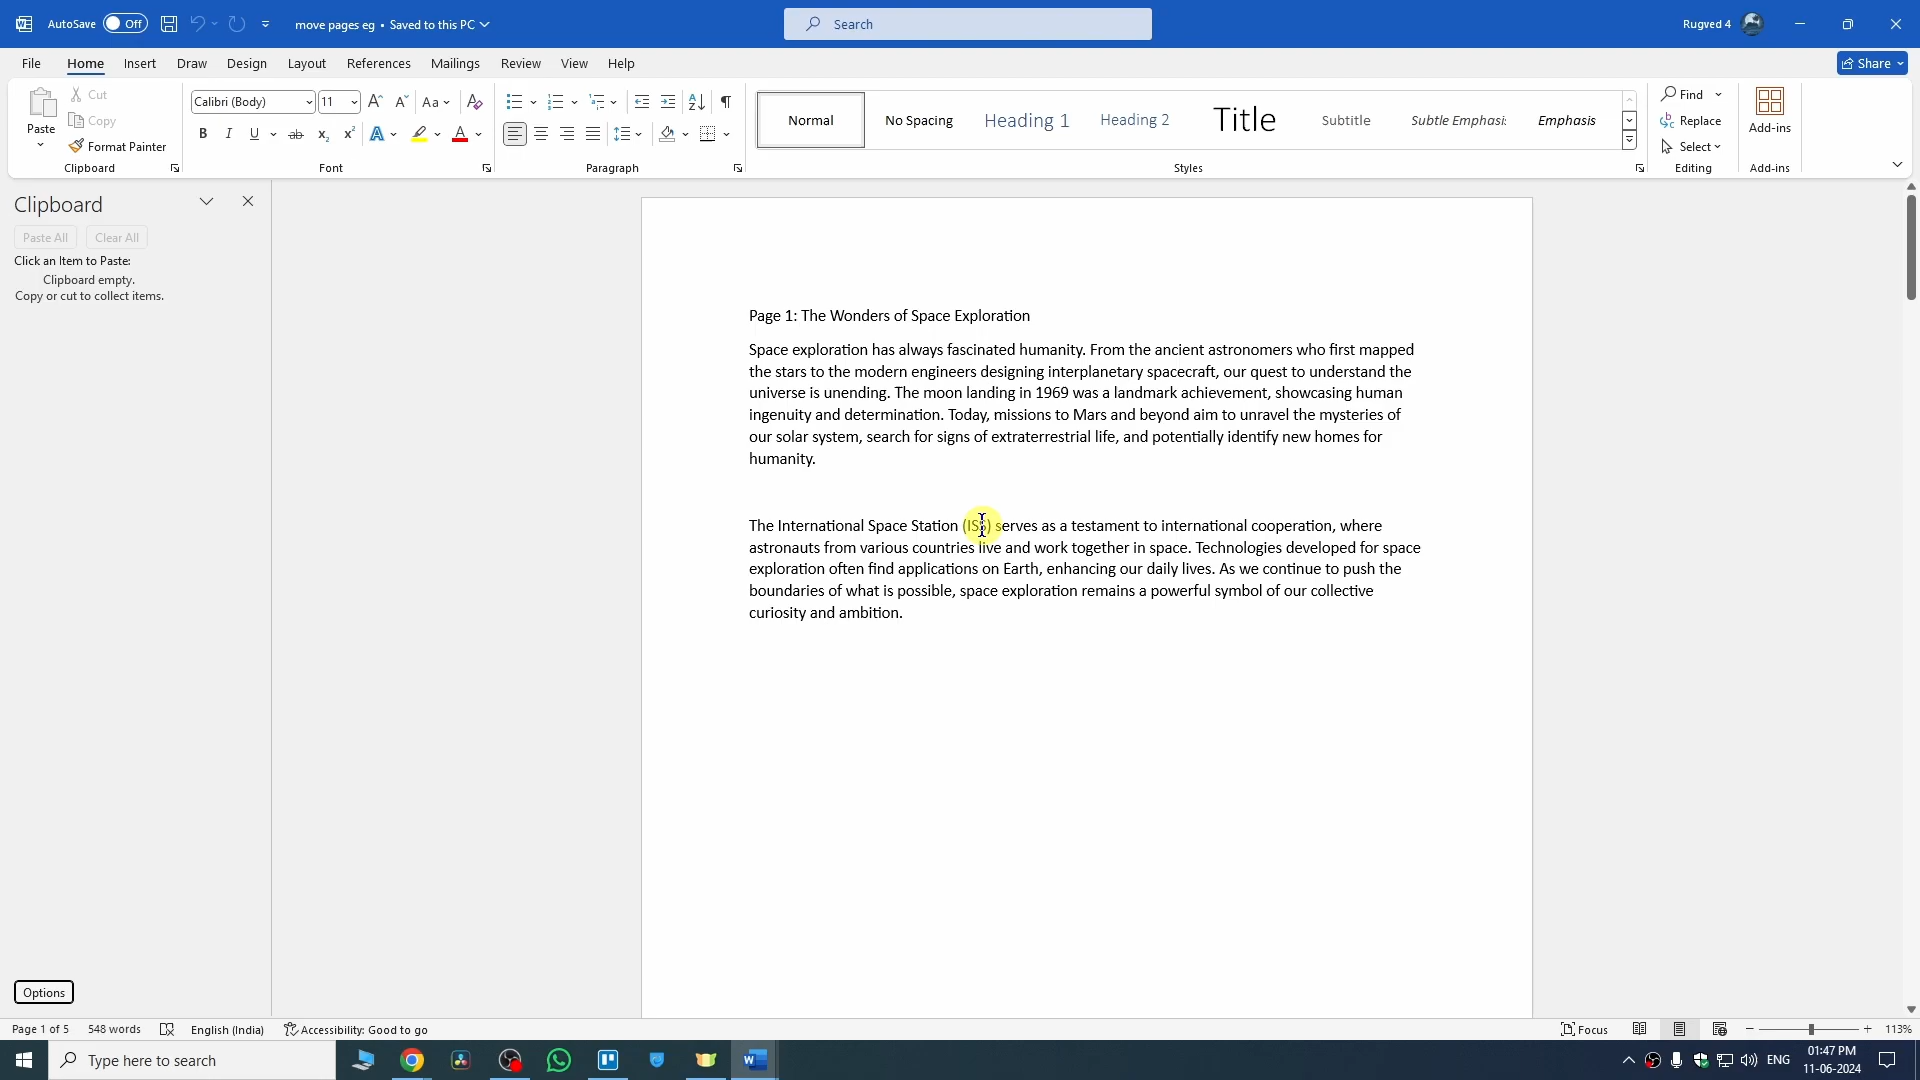 AutoSave Off move pages eg • Saved to this PC Search Rugved 4
File Home Insert Draw Design Layout References Mailings Review View Help Share
Paste Cut Copy Format Painter
Calibri (Body) 11 Aa
B I U ab x₂ x² A A
Normal No Spacing Heading 1 Heading 2 Title Subtitle Subtle Emphasis Emphasis
Find Replace Select Add-ins
Clipboard Font Paragraph Styles Editing Add-ins
Clipboard
Paste All Clear All
Click an Item to Paste:
Clipboard empty.
Copy or cut to collect items.
Page 1: The Wonders of Space Exploration
Space exploration has always fascinated humanity. From the ancient astronomers who first mapped
the stars to the modern engineers designing interplanetary spacecraft, our quest to understand the
universe is unending. The moon landing in 1969 was a landmark achievement, showcasing human
ingenuity and determination. Today, missions to Mars and beyond aim to unravel the mysteries of
our solar system, search for signs of extraterrestrial life, and potentially identify new homes for
humanity.
The International Space Station (ISS) serves as a testament to international cooperation, where
astronauts from various countries live and work together in space. Technologies developed for space
exploration often find applications on Earth, enhancing our daily lives. As we continue to push the
boundaries of what is possible, space exploration remains a powerful symbol of our collective
curiosity and ambition.
Options
Page 1 of 5 548 words English (India) Accessibility: Good to go Focus 113%
Type here to search ENG 01:47 PM
11-06-2024